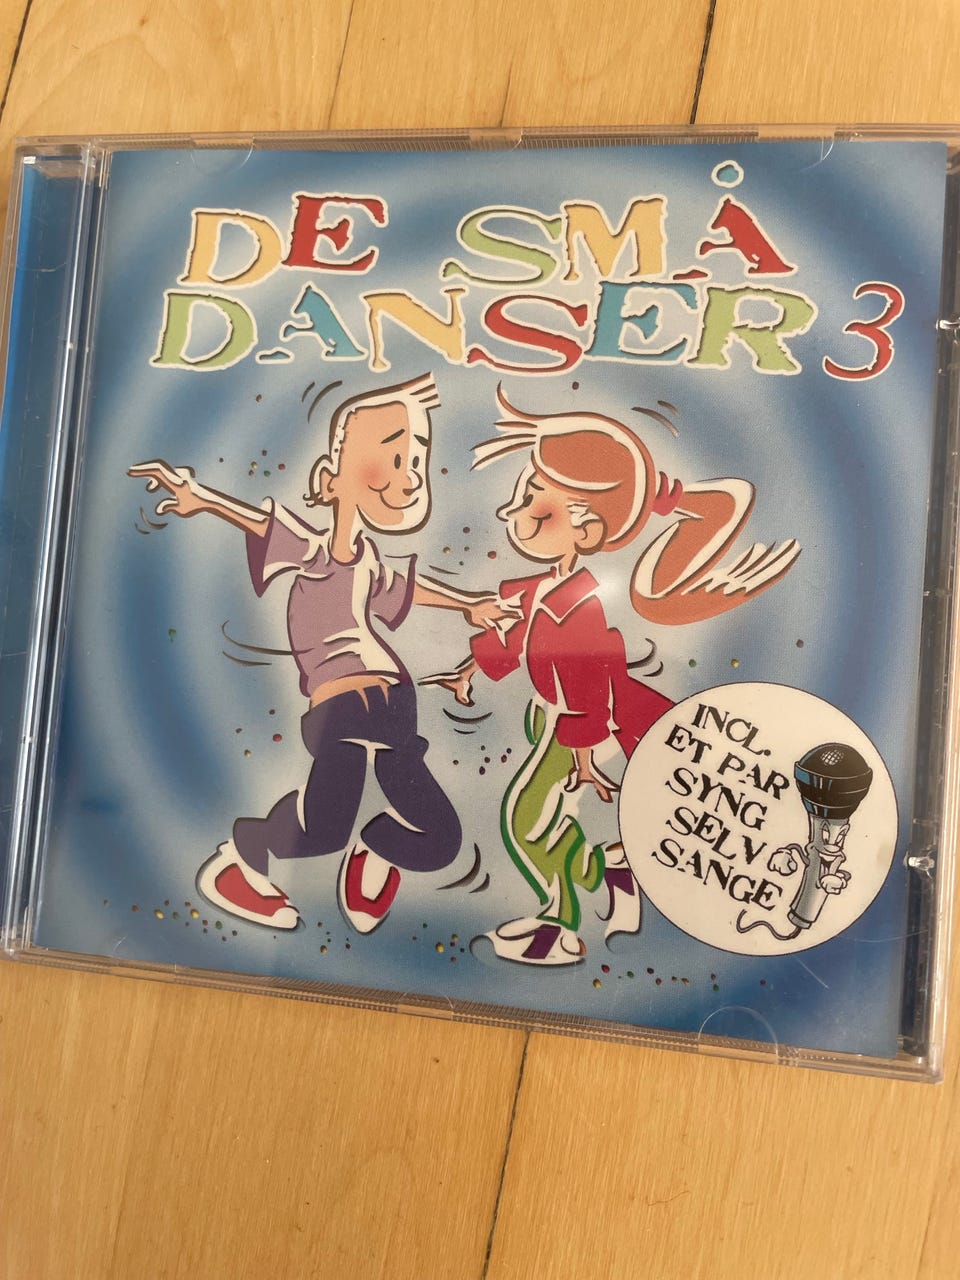 DE SMÅ
DANSER 3
INCL.
ET PAR
SYNG
SELV
SANGE